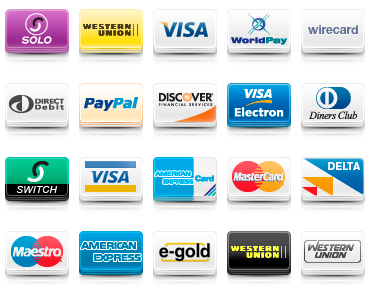 SOLO
WESTERN
UNION
VISA
WorldPay
wirecard
DIRECT
Debit
PayPal
DISCOVER
FINANCIAL SERVICES
VISA
Electron
Diners Club
SWITCH
VISA
AMERICAN
EXPRESS
Card
MasterCard
DELTA
Maestro
AMERICAN
EXPRESS
e-gold
WESTERN
UNION
WESTERN
UNION